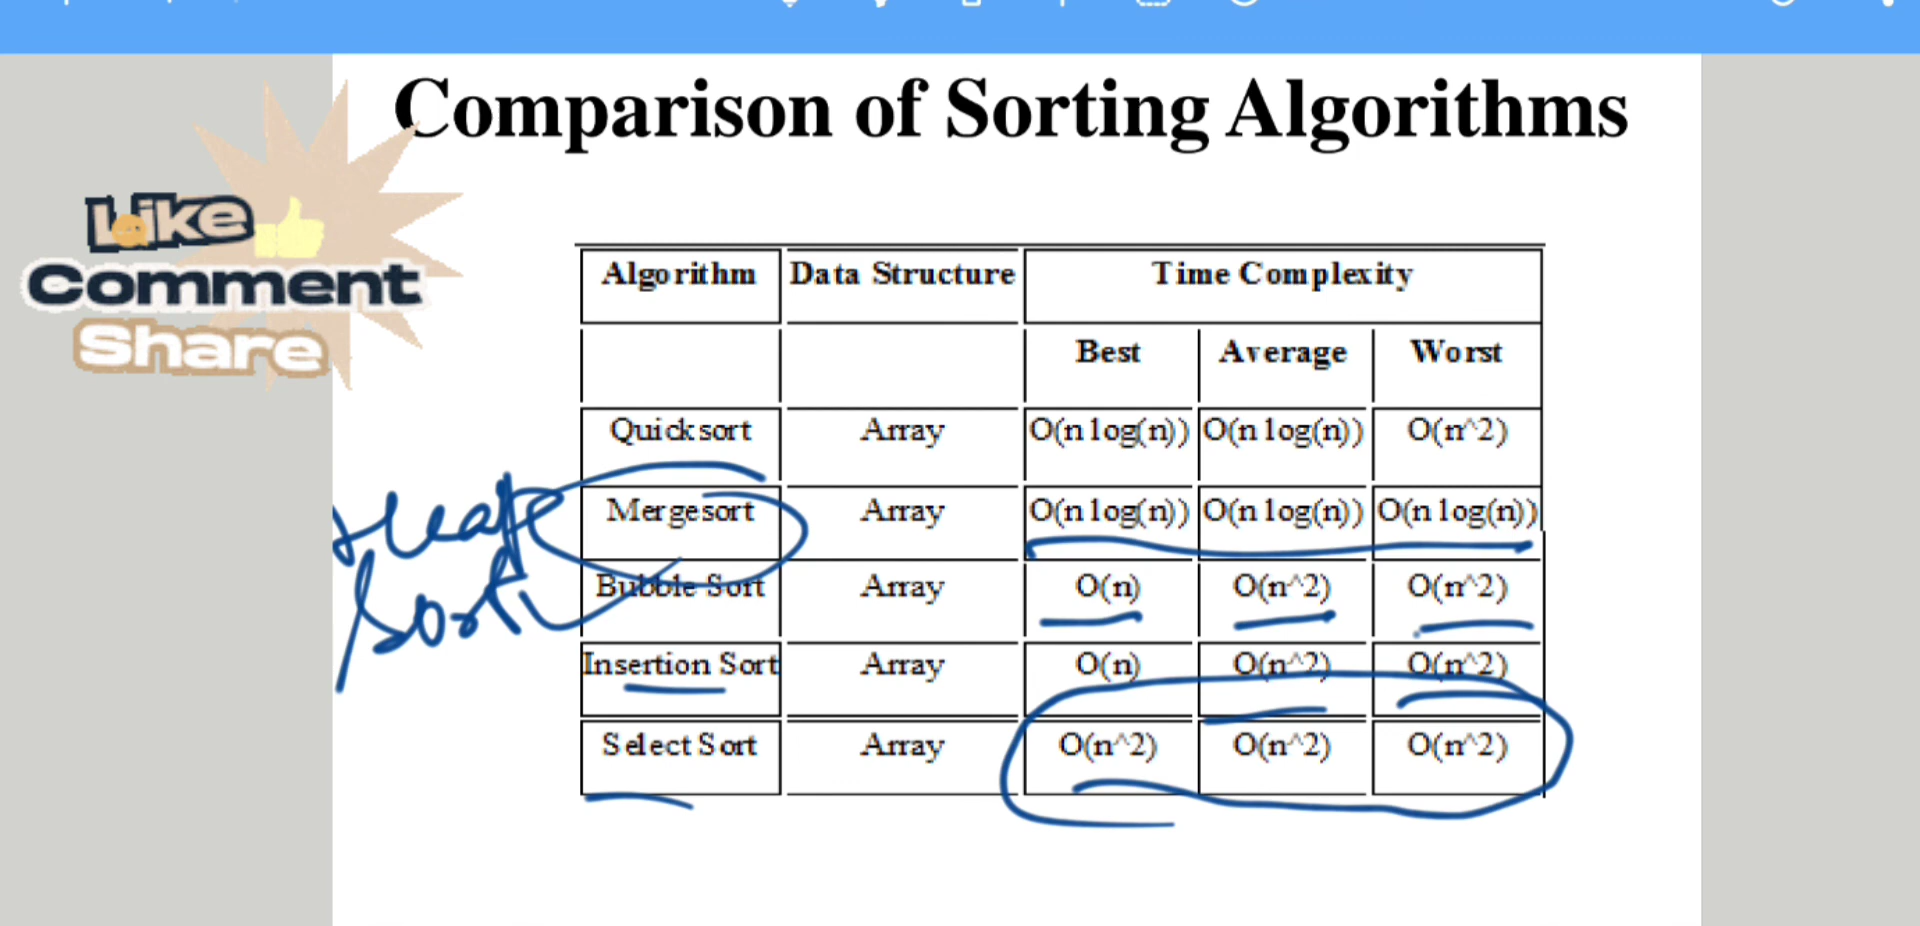 Comparison of Sorting Algorithms
Like
Comment
Share
Algorithm Data Structure Time Complexity
Best Average Worst
Quicksort Array O(n log(n)) O(n log(n)) O(n^2)
Mergesort Array O(n log(n)) O(n log(n)) O(n log(n))
Bubble Sort Array O(n) O(n^2) O(n^2)
Insertion Sort Array O(n) O(n^2) O(n^2)
Select Sort Array O(n^2) O(n^2) O(n^2)
Heap
Sort